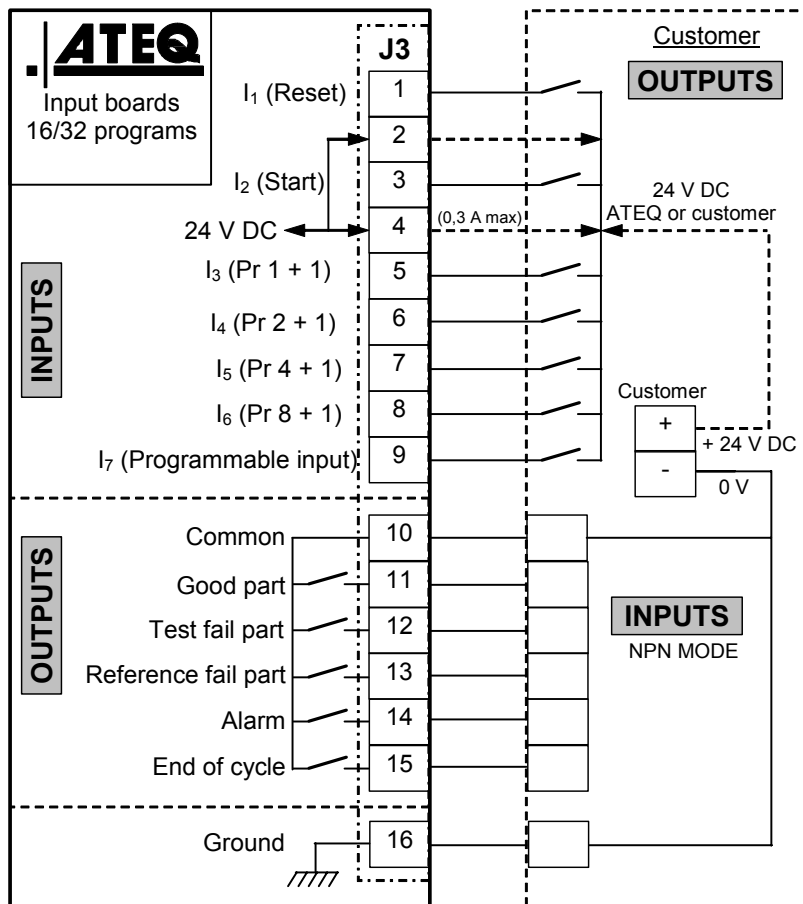 ATEQ
Input boards
16/32 programs
J3
Customer
OUTPUTS
I1 (Reset)
1
2
I2 (Start)
3
24 V DC
ATEQ or customer
24 V DC
4
(0,3 A max)
I3 (Pr 1 + 1)
5
I4 (Pr 2 + 1)
6
I5 (Pr 4 + 1)
7
I6 (Pr 8 + 1)
8
I7 (Programmable input)
9
INPUTS
Customer
+
+ 24 V DC
-
0 V
Common
10
Good part
11
Test fail part
12
Reference fail part
13
Alarm
14
End of cycle
15
OUTPUTS
INPUTS
NPN MODE
Ground
16